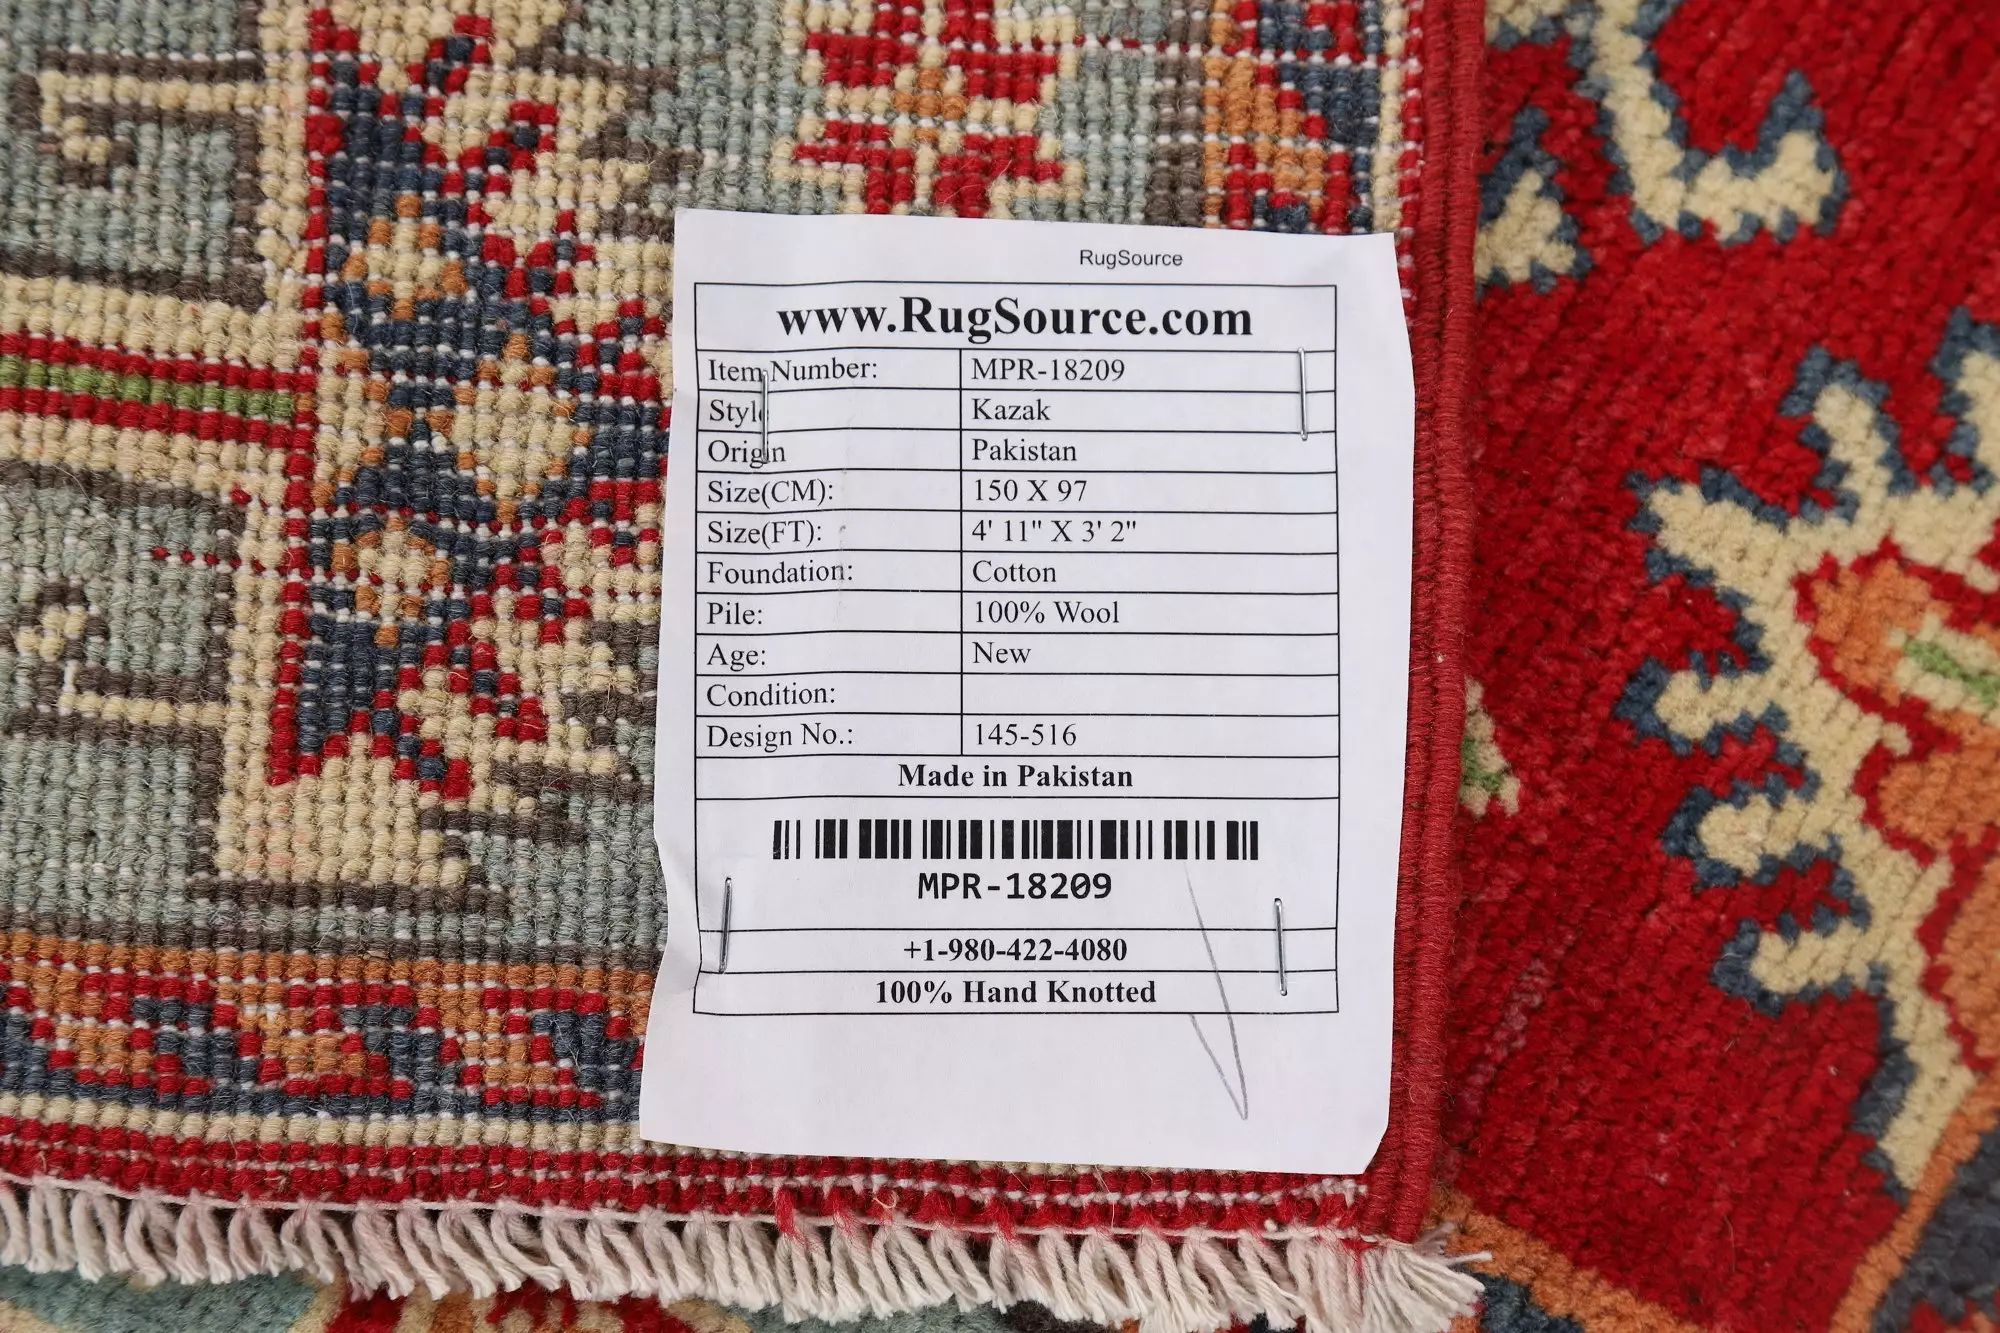 RugSource
www.RugSource.com
Item Number: MPR-18209
Style Kazak
Origin Pakistan
Size(CM): 150 X 97
Size(FT): 4' 11" X 3' 2"
Foundation: Cotton
Pile: 100% Wool
Age: New
Condition:
Design No.: 145-516
Made in Pakistan
MPR-18209
+1-980-422-4080
100% Hand Knotted